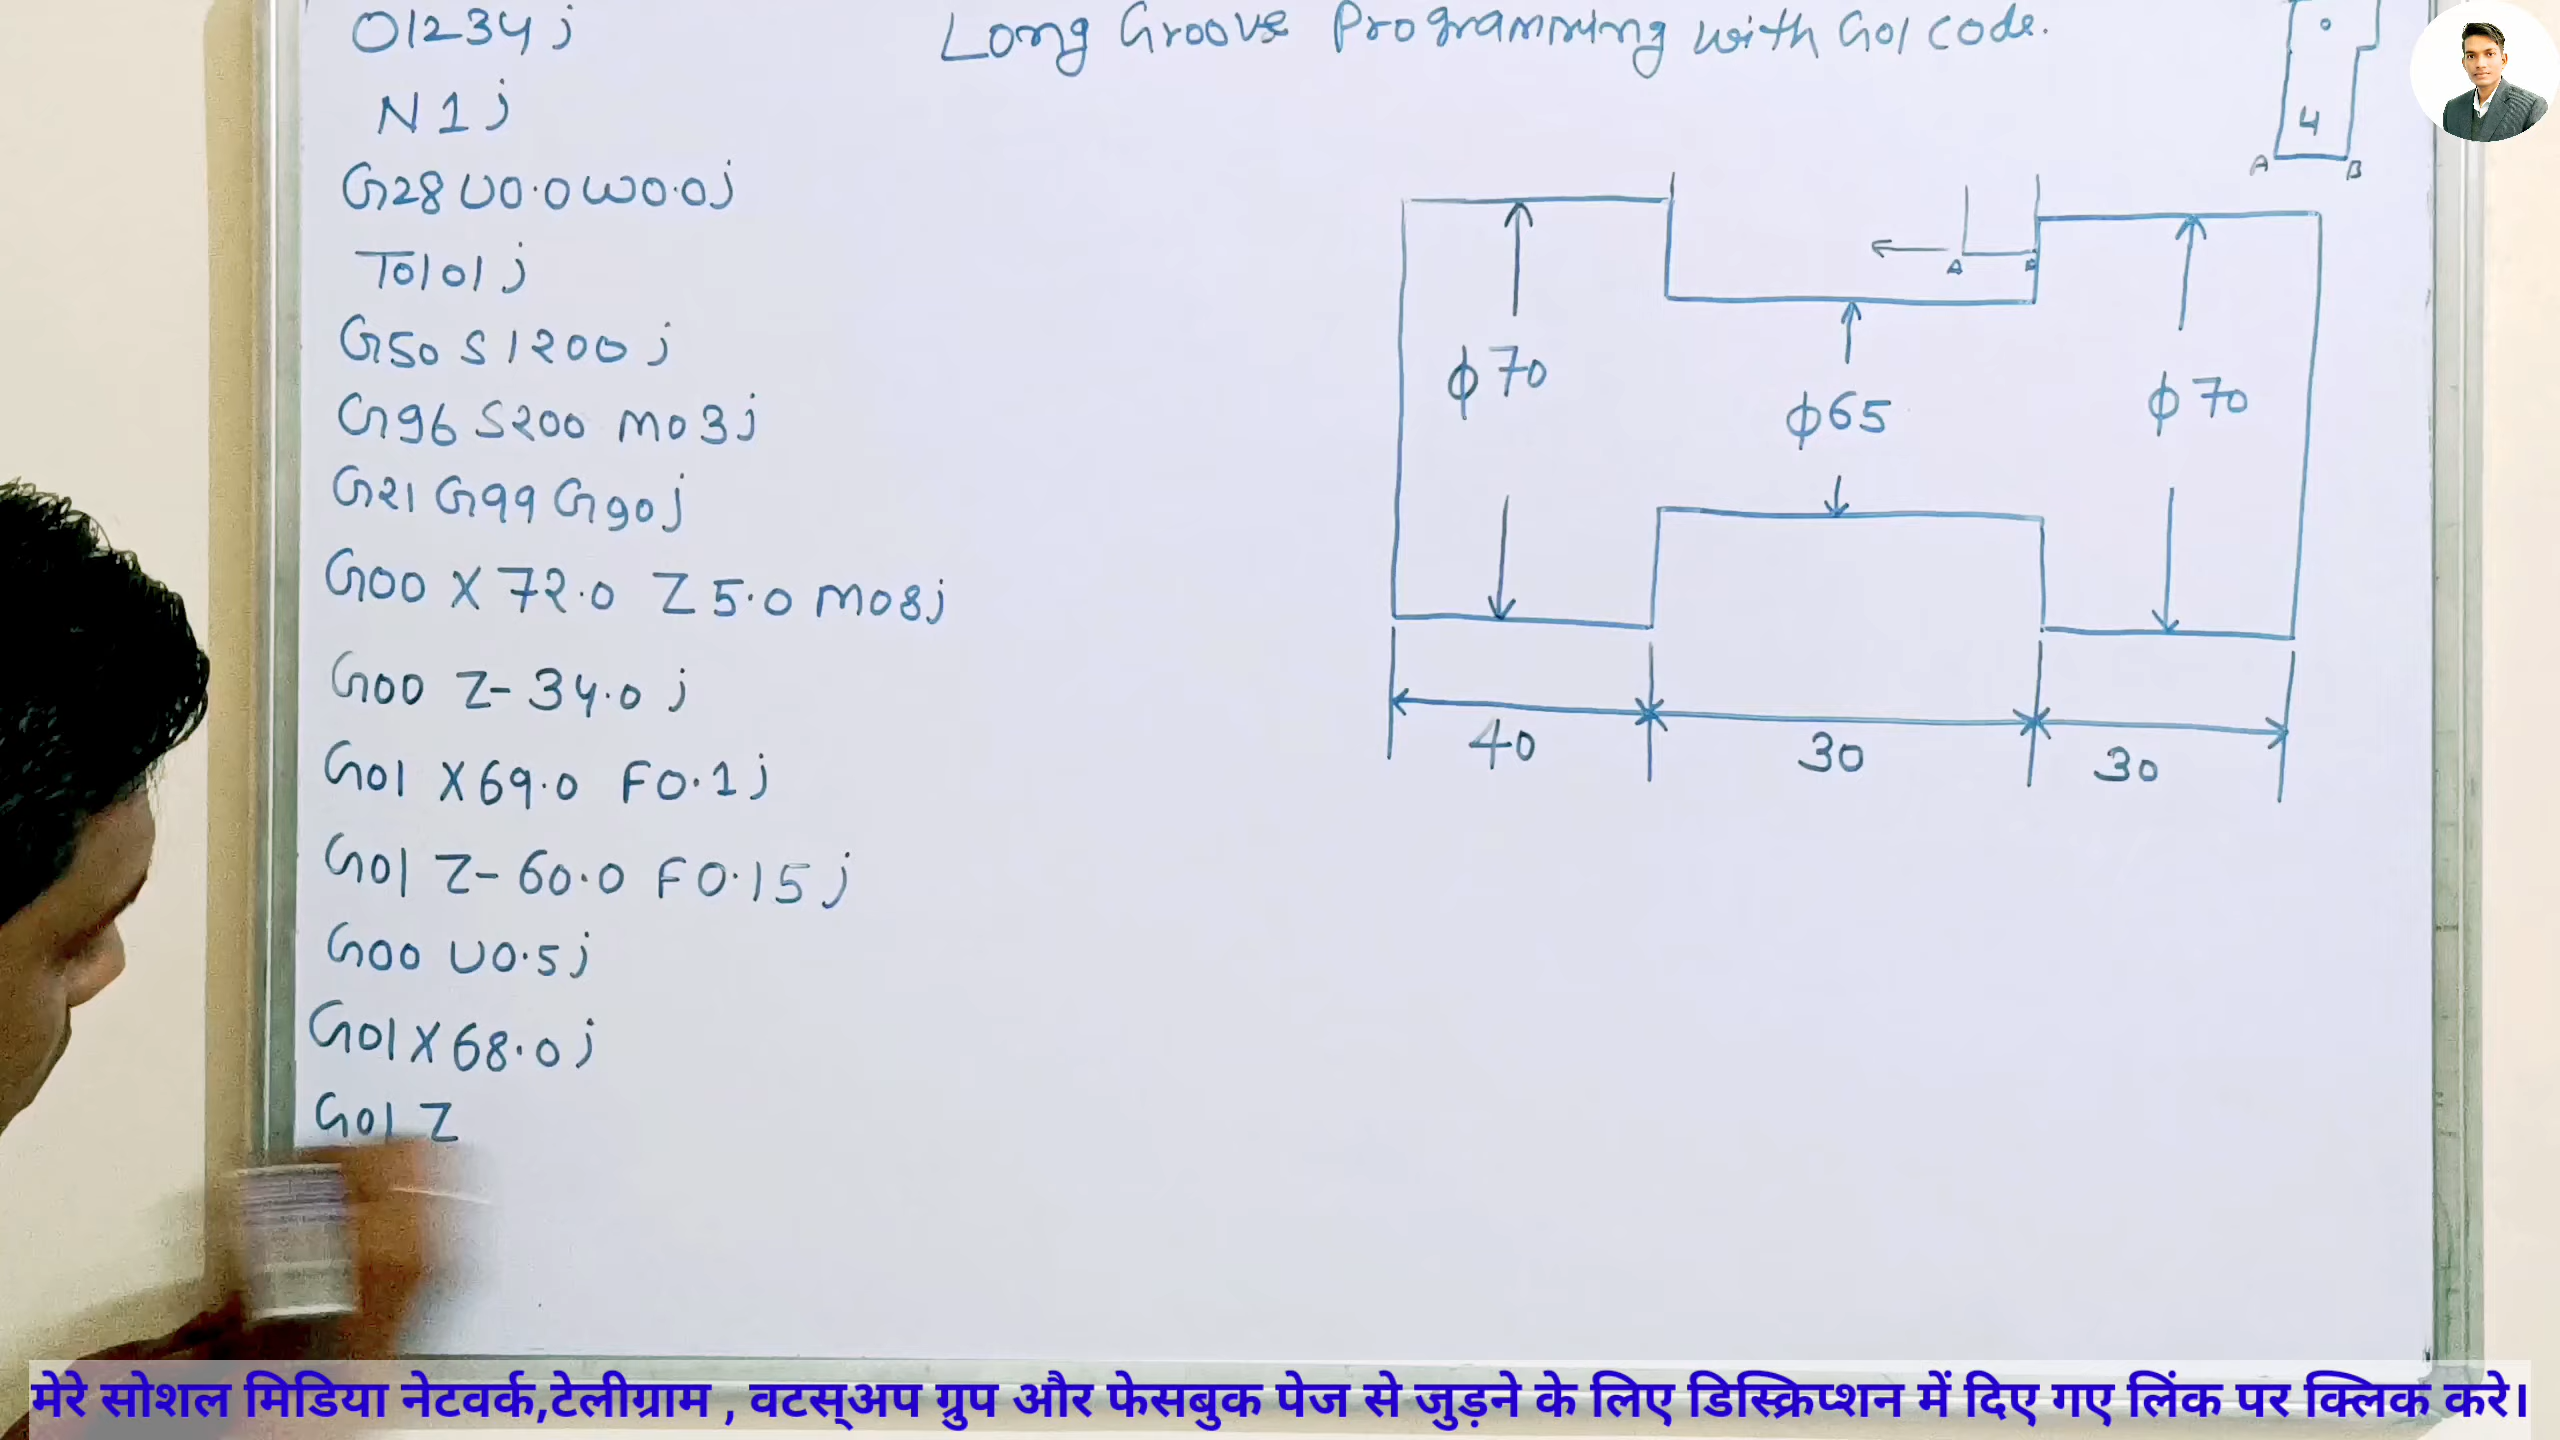 O1234;
Long Groove Programming with G01 code.
N1;
G28 U0.0 W0.0;
T0101;
G50 S1200;
G96 S200 M03;
G21 G99 G90;
G00 X72.0 Z5.0 M08;
G00 Z-34.0;
G01 X69.0 F0.1;
G01 Z-60.0 F0.15;
G00 U0.5;
G01 X68.0;
G01 Z
4
A B
A B
φ70
φ65
φ70
40
30
30
मेरे सोशल मिडिया नेटवर्क,टेलीग्राम , वटस्अप ग्रुप और फेसबुक पेज से जुड़ने के लिए डिस्क्रिप्शन में दिए गए लिंक पर क्लिक करे।